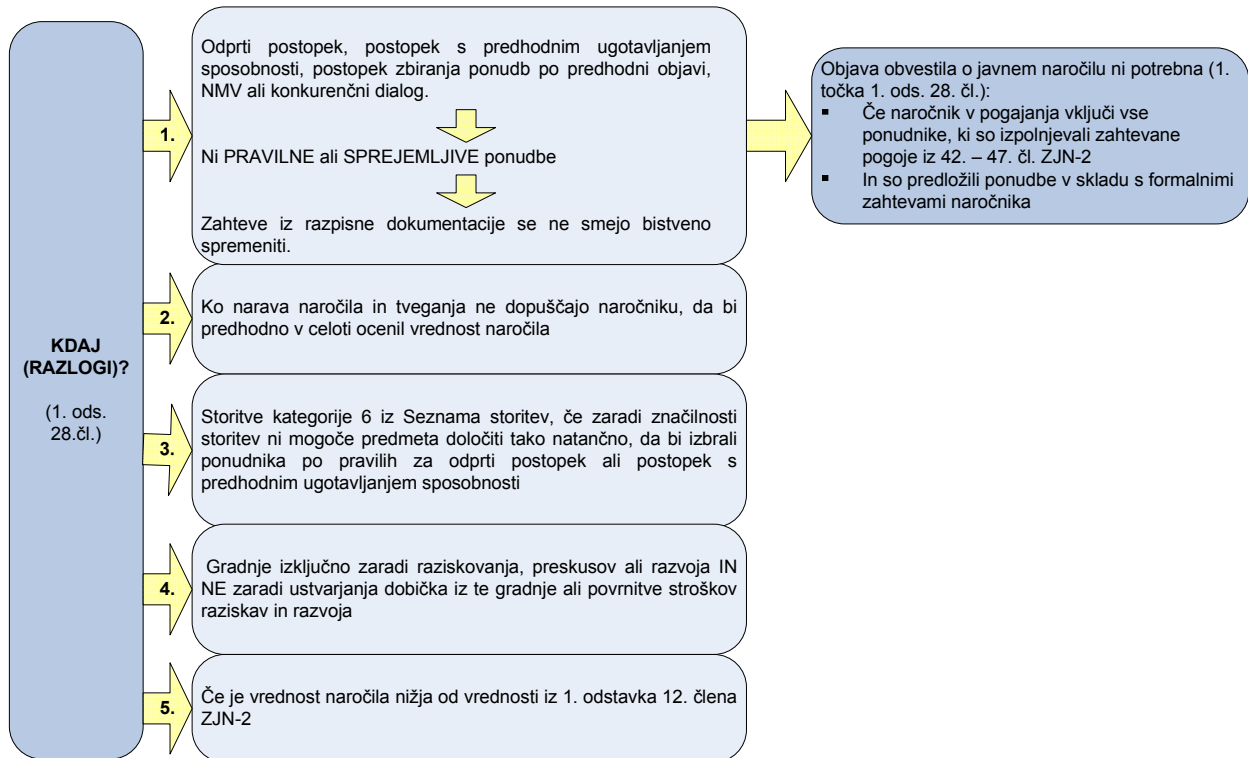 KDAJ
(RAZLOGI)?
(1. ods.
28.čl.)
1.
Odprti postopek, postopek s predhodnim ugotavljanjem
sposobnosti, postopek zbiranja ponudb po predhodni objavi,
NMV ali konkurenčni dialog.
Ni PRAVILNE ali SPREJEMLJIVE ponudbe
Zahteve iz razpisne dokumentacije se ne smejo bistveno
spremeniti.
Objava obvestila o javnem naročilu ni potrebna (1.
točka 1. ods. 28. čl.):
▪ Če naročnik v pogajanja vključi vse
ponudnike, ki so izpolnjevali zahtevane
pogoje iz 42. – 47. čl. ZJN-2
▪ In so predložili ponudbe v skladu s formalnimi
zahtevami naročnika
2.
Ko narava naročila in tveganja ne dopuščajo naročniku, da bi
predhodno v celoti ocenil vrednost naročila
3.
Storitve kategorije 6 iz Seznama storitev, če zaradi značilnosti
storitev ni mogoče predmeta določiti tako natančno, da bi izbrali
ponudnika po pravilih za odprti postopek ali postopek s
predhodnim ugotavljanjem sposobnosti
4.
Gradnje izključno zaradi raziskovanja, preskusov ali razvoja IN
NE zaradi ustvarjanja dobička iz te gradnje ali povrnitve stroškov
raziskav in razvoja
5.
Če je vrednost naročila nižja od vrednosti iz 1. odstavka 12. člena
ZJN-2